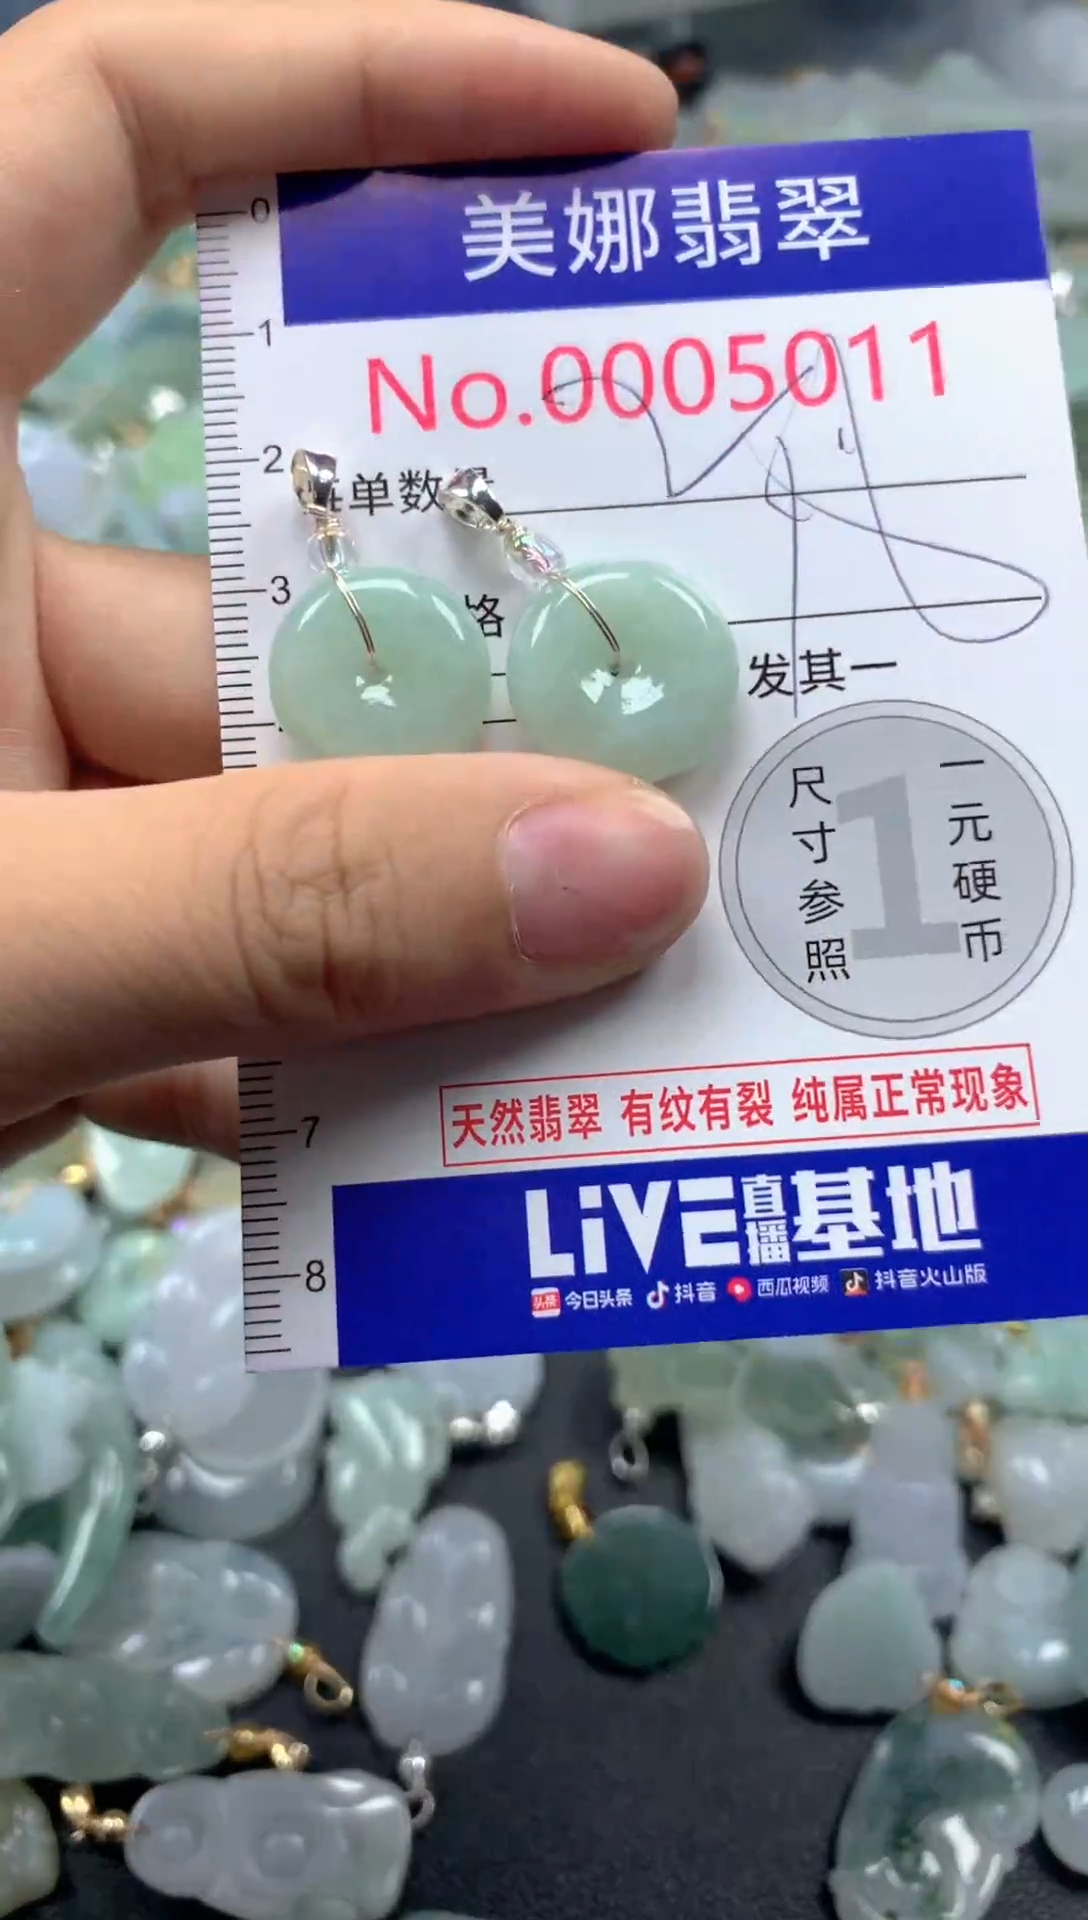 美娜翡翠
No.0005011
0
1
2
单数
3
格
发其一
尺寸参照
1
一元硬币
7
天然翡翠 有纹有裂 纯属正常现象
8
LiVE直播基地
头条 今日头条 抖音 西瓜视频 抖音火山版